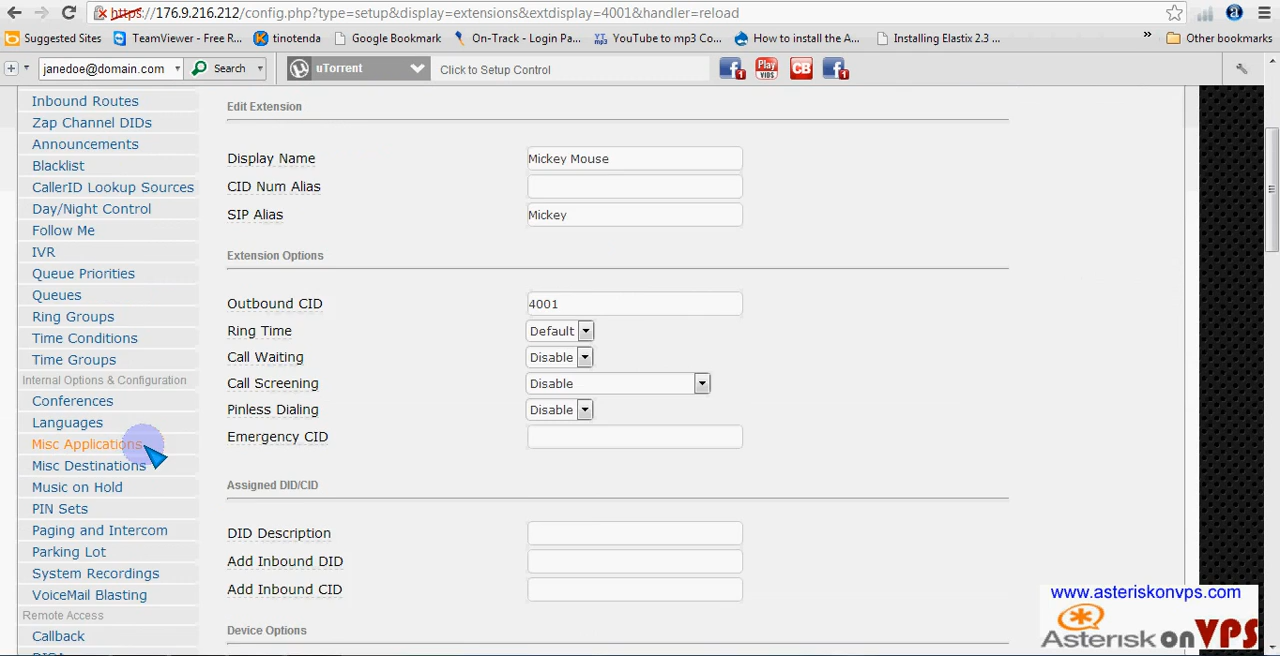 https://176.9.216.212/config.php?type=setup&display=extensions&extdisplay=4001&handler=reload
Suggested Sites TeamViewer - Free R... tinotenda Google Bookmark On-Track - Login Pa... YouTube to mp3 Co... How to install the A... Installing Elastix 2.3 ... » Other bookmarks
janedoe@domain.com Search uTorrent Click to Setup Control f 1 Play VIDS CB f 1
Inbound Routes
Zap Channel DIDs
Announcements
Blacklist
CallerID Lookup Sources
Day/Night Control
Follow Me
IVR
Queue Priorities
Queues
Ring Groups
Time Conditions
Time Groups
Internal Options & Configuration
Conferences
Languages
Misc Applications
Misc Destinations
Music on Hold
PIN Sets
Paging and Intercom
Parking Lot
System Recordings
VoiceMail Blasting
Remote Access
Callback
DISA
Edit Extension
Display Name Mickey Mouse
CID Num Alias
SIP Alias Mickey
Extension Options
Outbound CID 4001
Ring Time Default
Call Waiting Disable
Call Screening Disable
Pinless Dialing Disable
Emergency CID
Assigned DID/CID
DID Description
Add Inbound DID
Add Inbound CID
Device Options
www.asteriskonvps.com
Asterisk on VPS